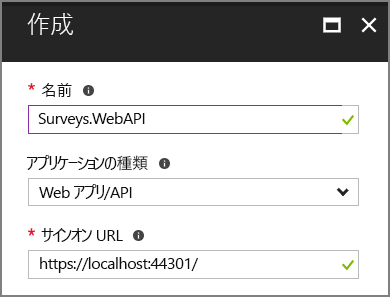 作成
* 名前
Surveys.WebAPI
アプリケーションの種類
Web アプリ/API
* サインオン URL
https://localhost:44301/